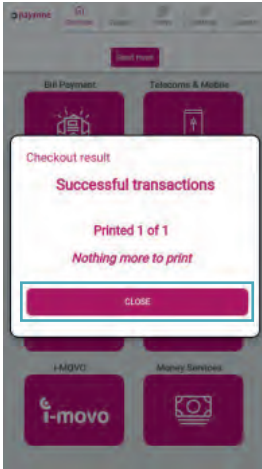 payzone
Bill Payment
Telecoms & Mobile
Checkout result
Successful transactions
Printed 1 of 1
Nothing more to print
CLOSE
i-MOVO
Money Services
i-movo